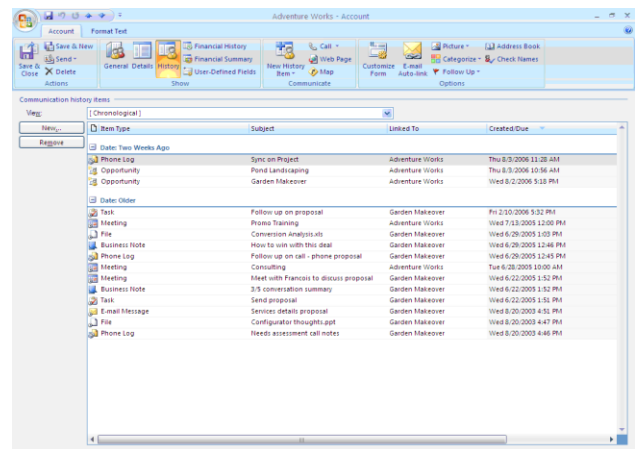 Adventure Works - Account
Account Format Text
Save & Close
Save & New
Send
Delete
Actions
General Details History
Financial History
Financial Summary
User-Defined Fields
Show
New History Item
Call
Web Page
Map
Communicate
Customize Form
E-mail Auto-link
Picture
Categorize
Follow Up
Address Book
Check Names
Options
Communication history items
View: [Chronological]
New...
Remove
Item Type Subject Linked To Created/Due
Date: Two Weeks Ago
Phone Log Sync on Project Adventure Works Thu 8/3/2006 11:28 AM
Opportunity Pond Landscaping Adventure Works Thu 8/3/2006 10:56 AM
Opportunity Garden Makeover Adventure Works Wed 8/2/2006 5:18 PM
Date: Older
Task Follow up on proposal Garden Makeover Fri 2/10/2006 5:32 PM
Meeting Promo Training Adventure Works Wed 7/13/2005 12:00 PM
File Conversion Analysis.xls Garden Makeover Wed 6/29/2005 1:03 PM
Business Note How to win with this deal Garden Makeover Wed 6/29/2005 12:46 PM
Phone Log Follow up on call - phone proposal Garden Makeover Wed 6/29/2005 12:45 PM
Meeting Consulting Adventure Works Tue 6/28/2005 10:00 AM
Meeting Meet with Francois to discuss proposal Garden Makeover Wed 6/22/2005 1:52 PM
Business Note 3/5 conversation summary Garden Makeover Wed 6/22/2005 1:52 PM
Task Send proposal Garden Makeover Wed 6/22/2005 1:51 PM
E-mail Message Services details proposal Garden Makeover Wed 8/20/2003 4:51 PM
File Configurator thoughts.ppt Garden Makeover Wed 8/20/2003 4:47 PM
Phone Log Needs assessment call notes Garden Makeover Wed 8/20/2003 4:46 PM